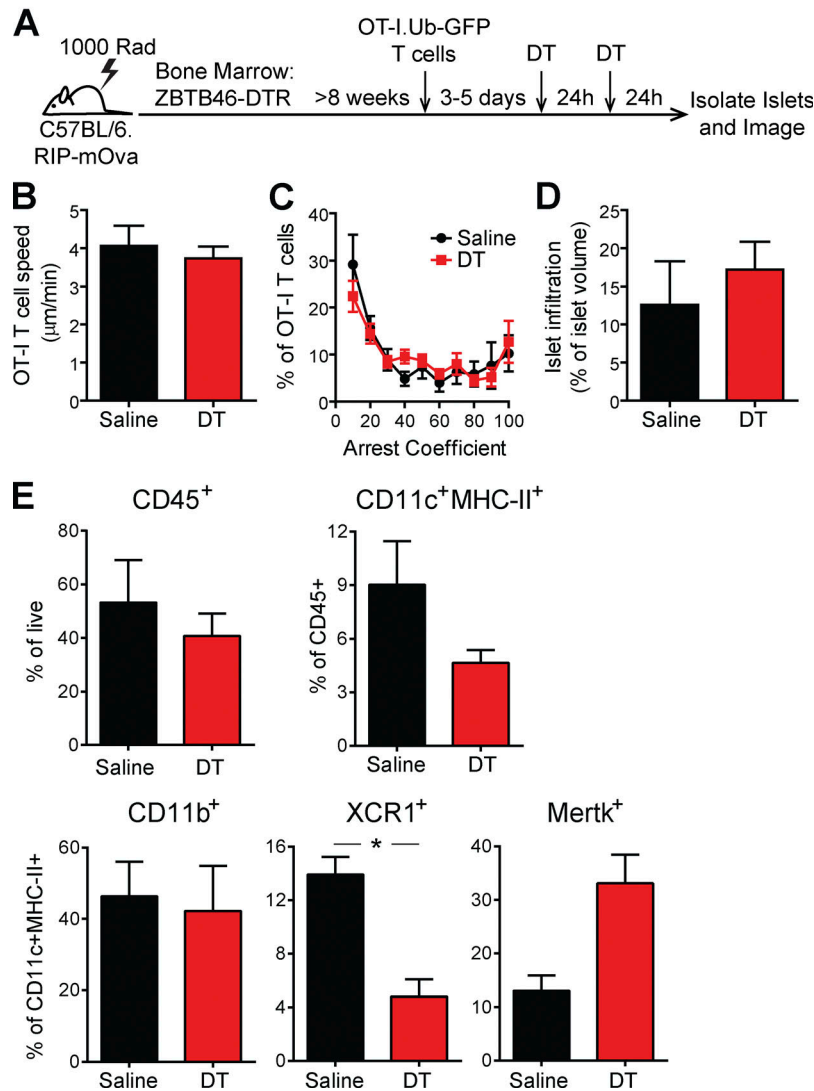 A
1000 Rad
Bone Marrow:
ZBTB46-DTR
>8 weeks
OT-I.Ub-GFP
T cells
3-5 days
DT
24h
DT
24h
Isolate Islets
and Image
C57BL/6.
RIP-mOva
B
OT-I T cell speed
(μm/min)
5
4
3
2
1
0
Saline
DT
C
% of OT-I T cells
40
30
20
10
0
0
20
40
60
80
100
Arrest Coefficient
Saline
DT
D
Islet infiltration
(% of islet volume)
25
20
15
10
5
0
Saline
DT
E
CD45+
% of live
80
60
40
20
0
Saline
DT
CD11c+MHC-II+
% of CD45+
12
9
6
3
0
Saline
DT
CD11b+
% of CD11c+MHC-II+
60
40
20
0
Saline
DT
XCR1+
16
12
8
4
0
*
Saline
DT
Mertk+
40
30
20
10
0
Saline
DT